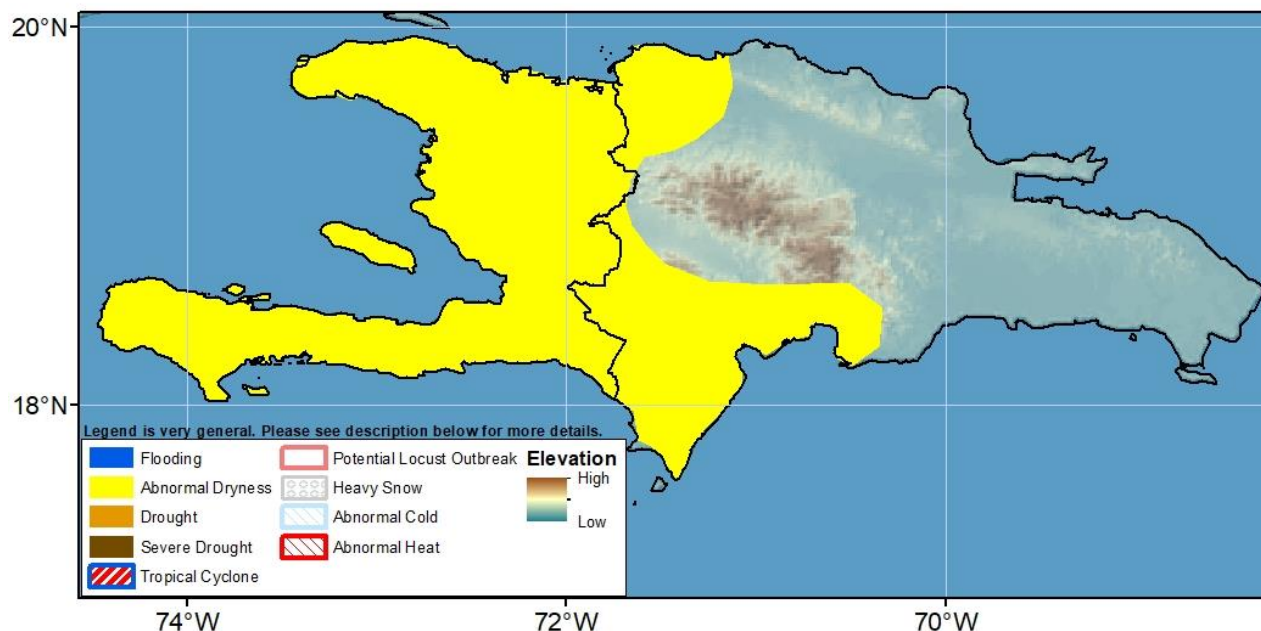 20°N
18°N
Legend is very general. Please see description below for more details.
Flooding
Abnormal Dryness
Drought
Severe Drought
Tropical Cyclone
Potential Locust Outbreak
Heavy Snow
Abnormal Cold
Abnormal Heat
Elevation
High
Low
74°W
72°W
70°W